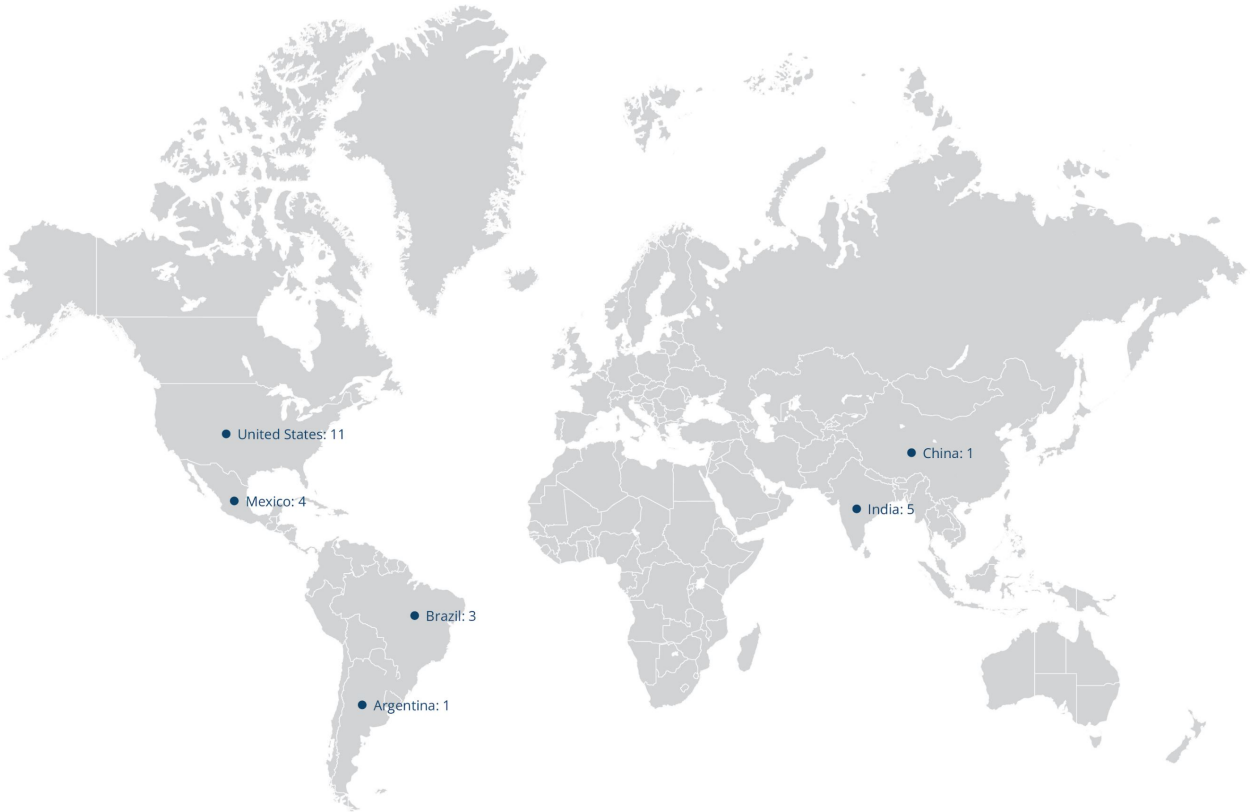 United States: 11
China: 1
Mexico: 4
India: 5
Brazil: 3
Argentina: 1